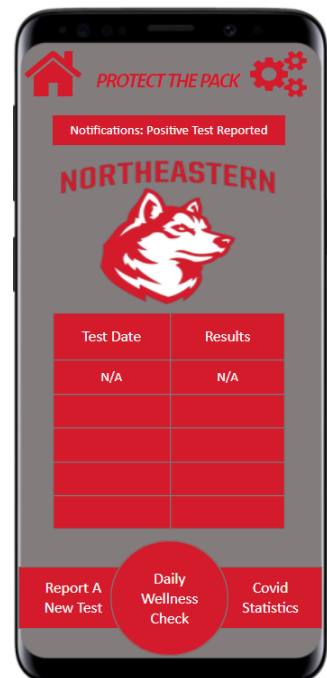 PROTECT THE PACK
Notifications: Positive Test Reported
NORTHEASTERN
Test Date Results
N/A N/A
Report A
New Test
Daily
Wellness
Check
Covid
Statistics